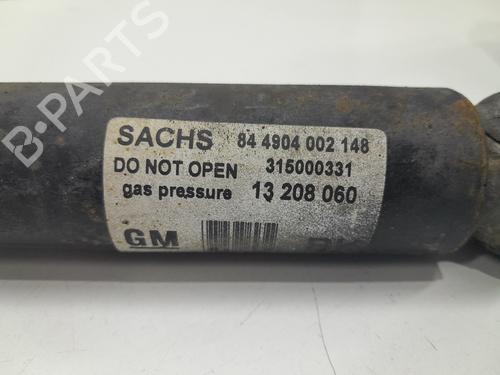 SACHS 84 4904 002 148
DO NOT OPEN 315000331
gas pressure 13 208 060
GM
B-PARTS